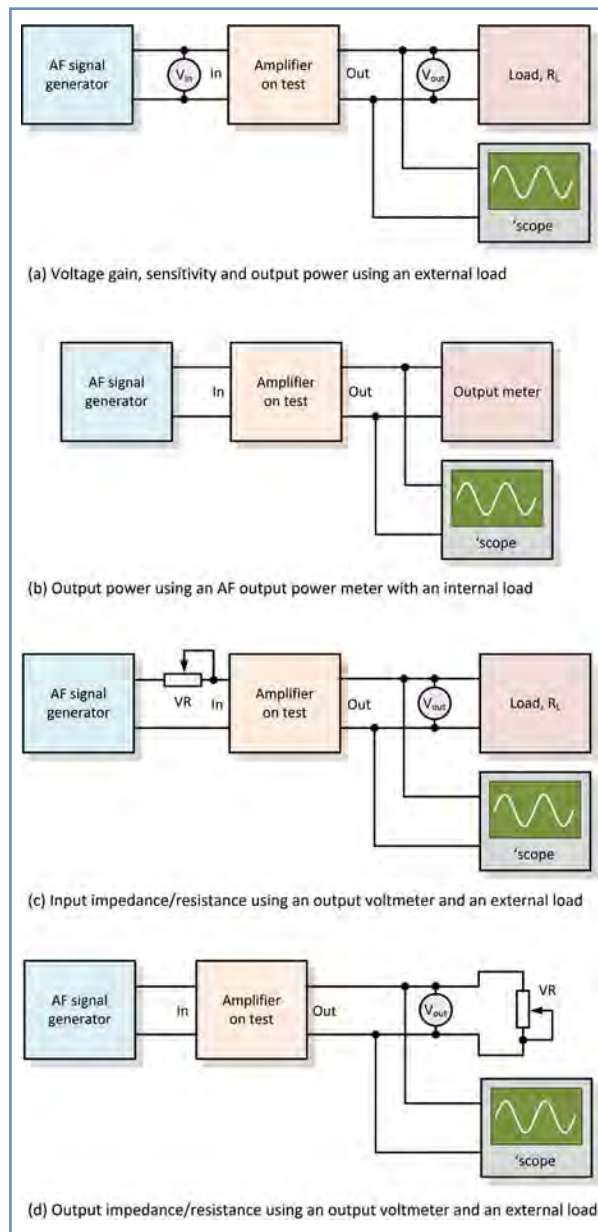 AF signal
generator
Vin
In
Amplifier
on test
Out
Vout
Load, RL
'scope
(a) Voltage gain, sensitivity and output power using an external load
AF signal
generator
In
Amplifier
on test
Out
Output meter
'scope
(b) Output power using an AF output power meter with an internal load
AF signal
generator
VR
In
Amplifier
on test
Out
Vout
Load, RL
'scope
(c) Input impedance/resistance using an output voltmeter and an external load
AF signal
generator
In
Amplifier
on test
Out
Vout
VR
'scope
(d) Output impedance/resistance using an output voltmeter and an external load